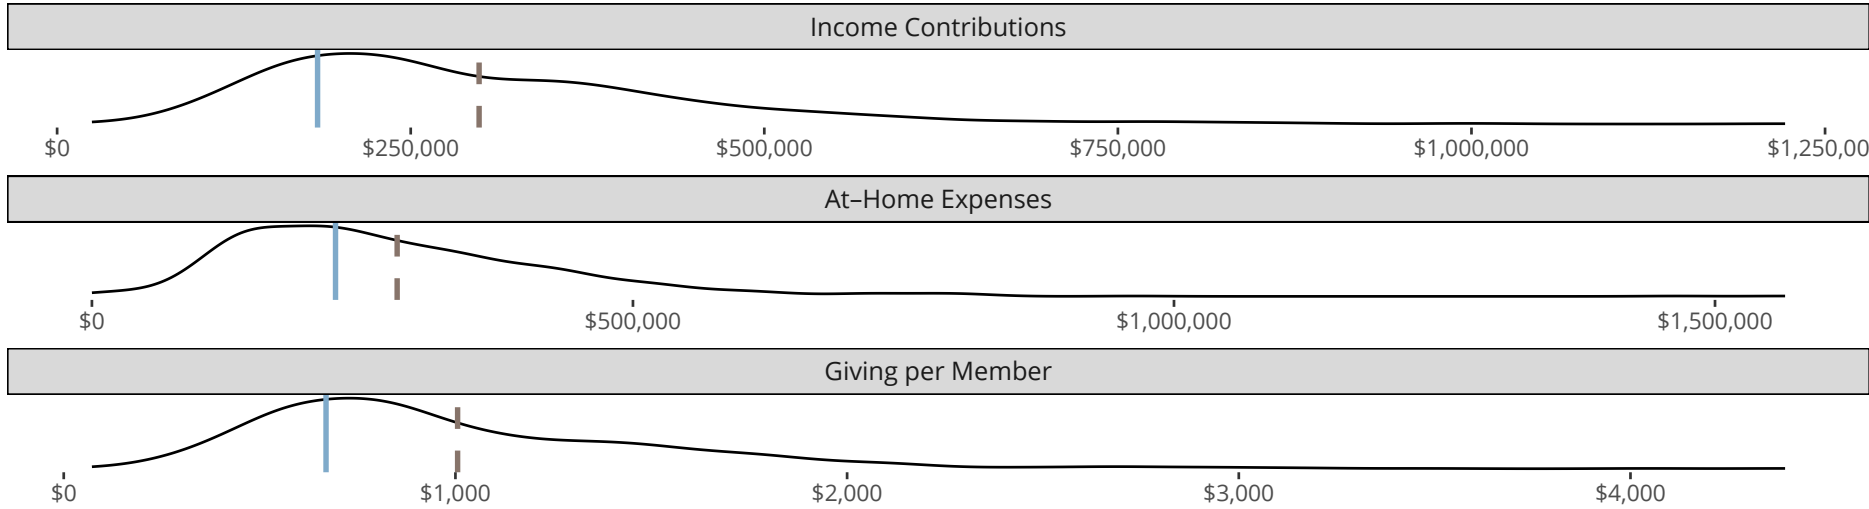 Income Contributions
$0 $250,000 $500,000 $750,000 $1,000,000 $1,250,00
At–Home Expenses
$0 $500,000 $1,000,000 $1,500,000
Giving per Member
$0 $1,000 $2,000 $3,000 $4,000